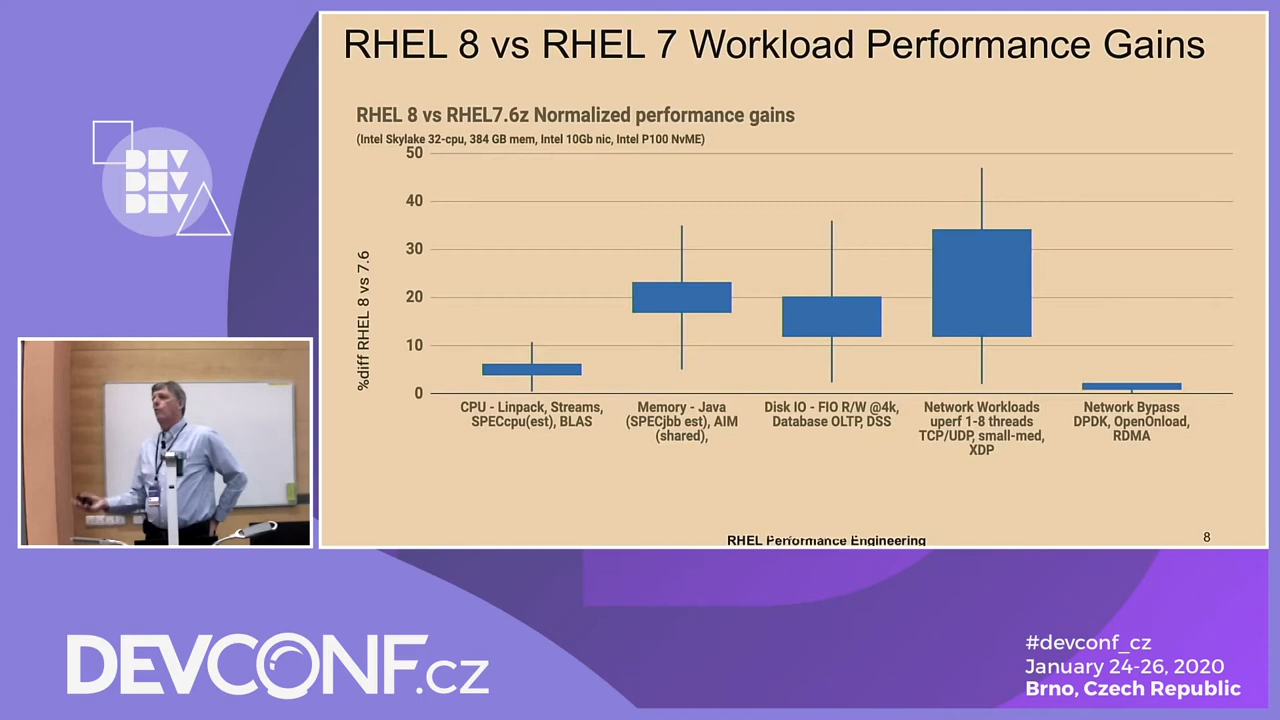 RHEL 8 vs RHEL 7 Workload Performance Gains
RHEL 8 vs RHEL7.6z Normalized performance gains
(Intel Skylake 32-cpu, 384 GB mem, Intel 10Gb nic, Intel P100 NvME)
%diff RHEL 8 vs 7.6
50
40
30
20
10
0
CPU - Linpack, Streams,
SPECcpu(est), BLAS
Memory - Java
(SPECjbb est), AIM
(shared),
Disk IO - FIO R/W @4k,
Database OLTP, DSS
Network Workloads
uperf 1-8 threads
TCP/UDP, small-med,
XDP
Network Bypass
DPDK, OpenOnload,
RDMA
RHEL Performance Engineering
8
DEV
DEV
DEV
DEVCONF.cz
#devconf_cz
January 24-26, 2020
Brno, Czech Republic